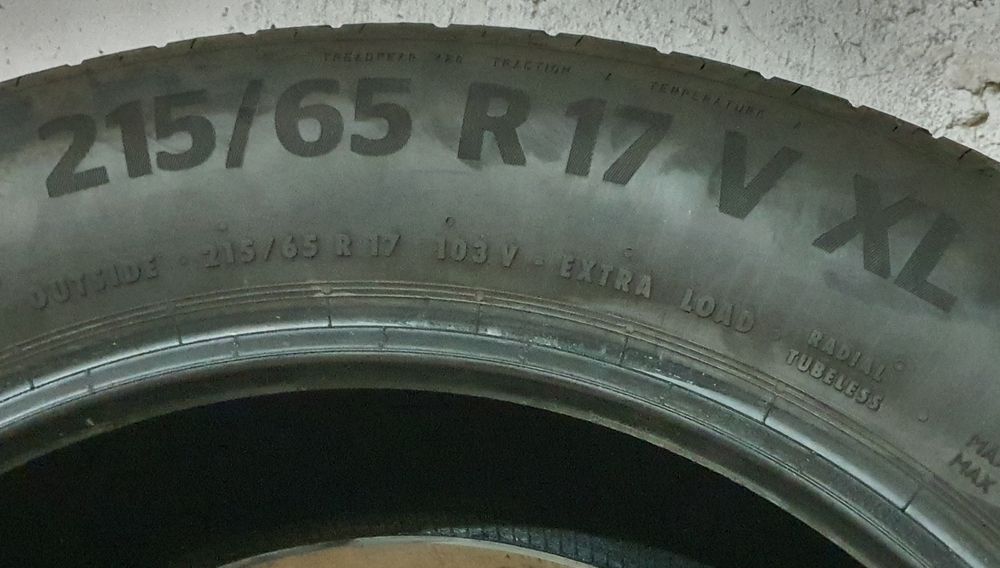 TREADWEAR TRACTION A TEMPERATURE A
215/65 R 17 V XL
OUTSIDE · 215/65 R 17 103 V - EXTRA LOAD
RADIAL
TUBELESS
MAX